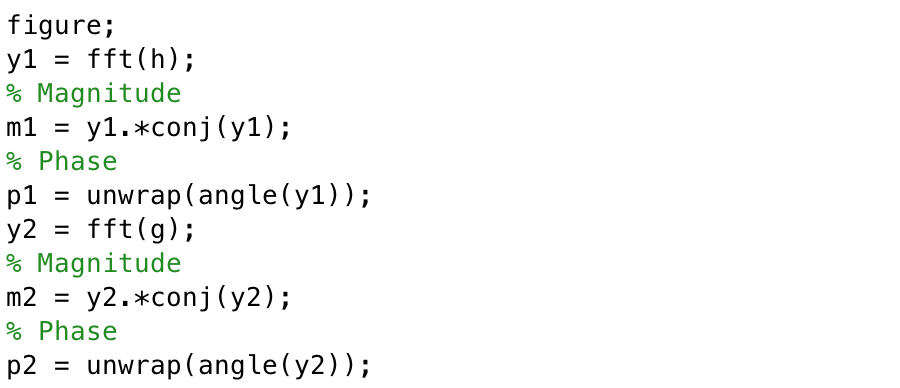 figure;
y1 = fft(h);
% Magnitude
m1 = y1.*conj(y1);
% Phase
p1 = unwrap(angle(y1));
y2 = fft(g);
% Magnitude
m2 = y2.*conj(y2);
% Phase
p2 = unwrap(angle(y2));